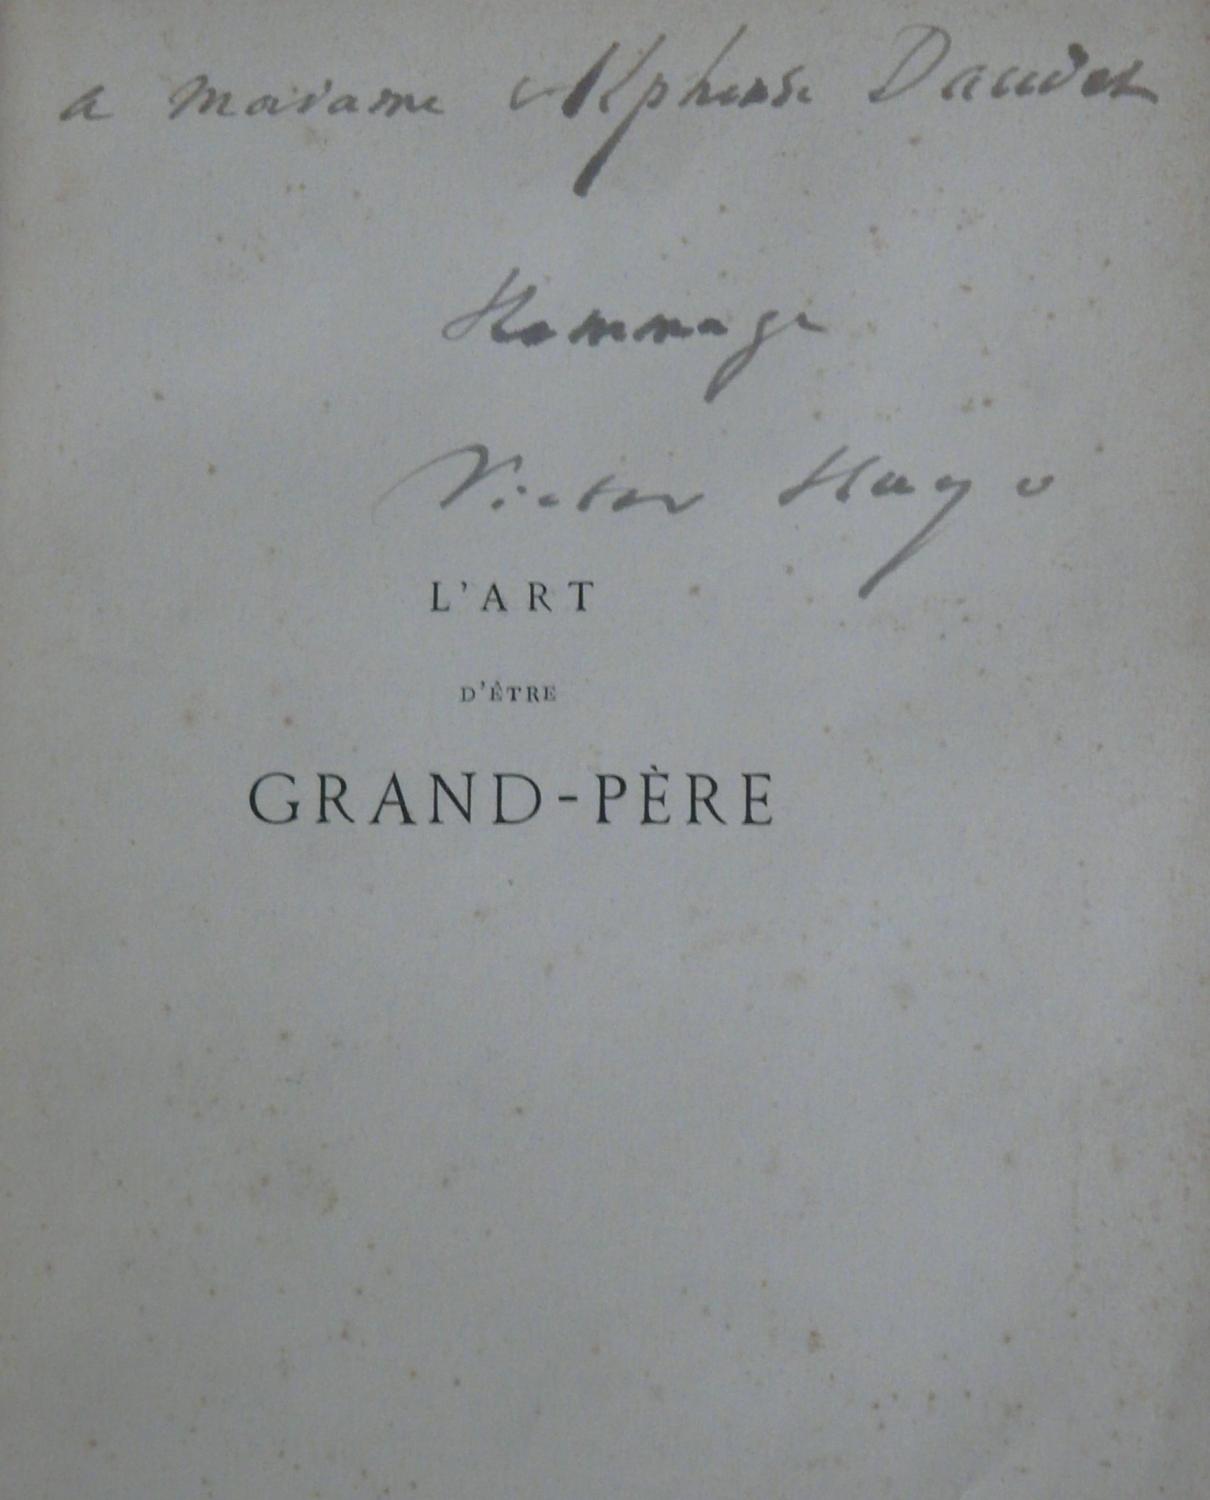 a madame Alphonse Daudet
Hommage
Victor Hugo
L'ART
D'ÊTRE
GRAND-PÈRE